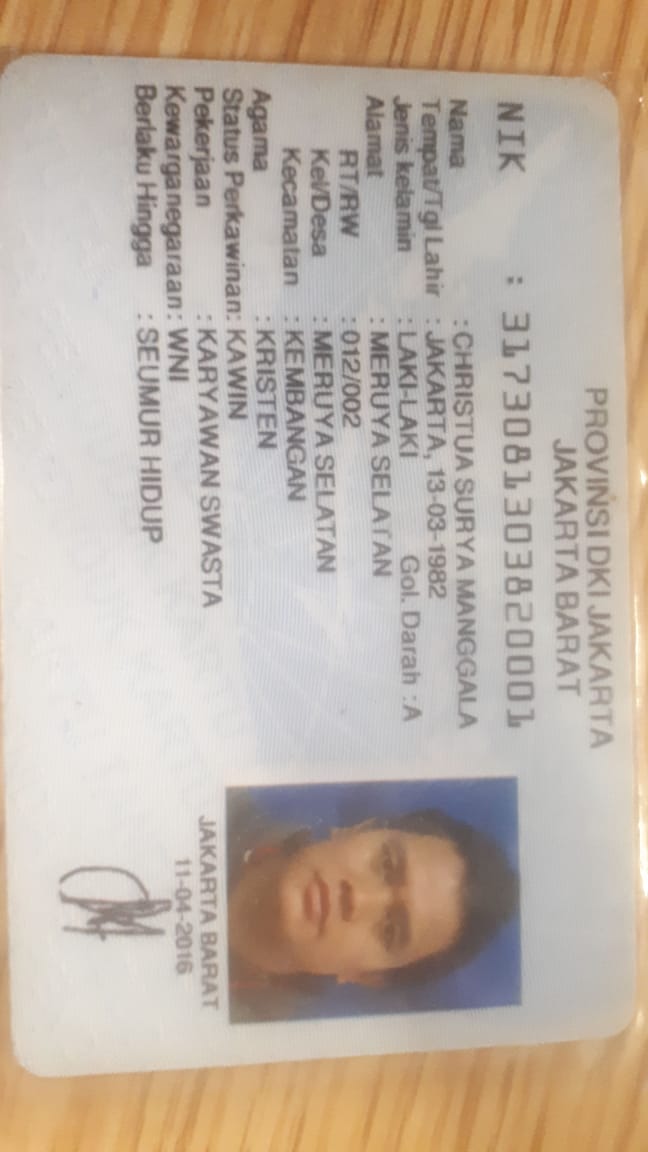 PROVINSI DKI JAKARTA
JAKARTA BARAT
NIK : 3173081303820001
Nama : CHRISTUA SURYA MANGGALA
Tempat/Tgl Lahir : JAKARTA, 13-03-1982
Jenis kelamin : LAKI-LAKI Gol. Darah : A
Alamat : MERUYA SELATAN
RT/RW : 012/002
Kel/Desa : MERUYA SELATAN
Kecamatan : KEMBANGAN
Agama : KRISTEN
Status Perkawinan: KAWIN
Pekerjaan : KARYAWAN SWASTA
Kewarganegaraan: WNI
Berlaku Hingga : SEUMUR HIDUP
JAKARTA BARAT
11-04-2016